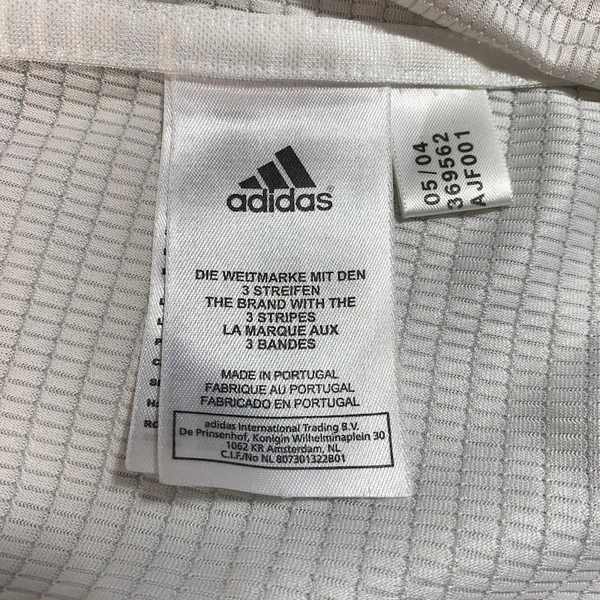 adidas
DIE WELTMARKE MIT DEN
3 STREIFEN
THE BRAND WITH THE
3 STRIPES
LA MARQUE AUX
3 BANDES
MADE IN PORTUGAL
FABRIQUE AU PORTUGAL
FABRICADO EN PORTUGAL
adidas International Trading B.V.
De Prinsenhof, Konigin Wilhelminaplein 30
1062 KR Amsterdam, NL
C.I.F./No NL 807301322B01
05/04
369562
AJF001